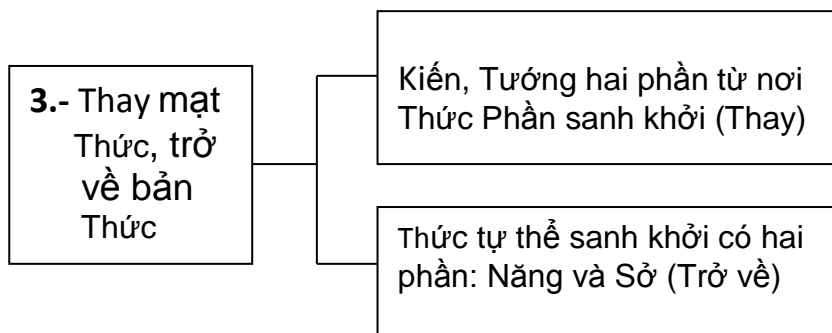 3.- Thay mạt
Thức, trở
về bản
Thức
Kiến, Tướng hai phần từ nơi
Thức Phần sanh khởi (Thay)
Thức tự thể sanh khởi có hai
phần: Năng và Sở (Trở về)